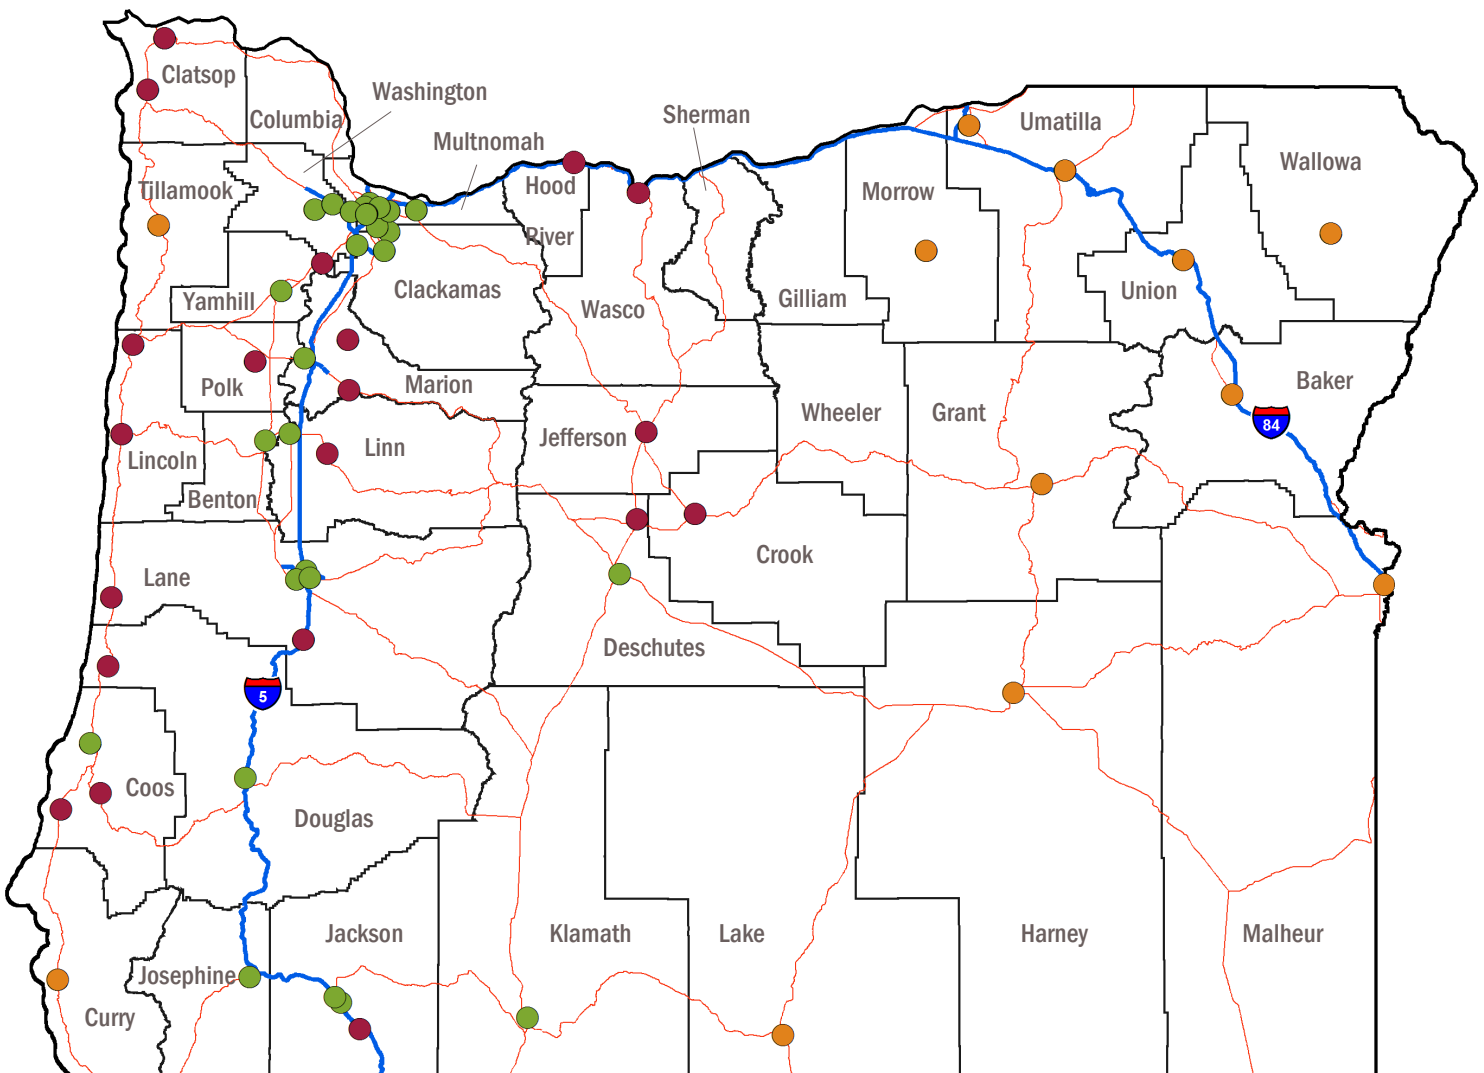 Clatsop
Washington
Columbia
Sherman
Umatilla
Multnomah
Wallowa
Tillamook
Hood
River
Morrow
Yamhill
Clackamas
Wasco
Gilliam
Union
Polk
Marion
Baker
Wheeler
Grant
84
Jefferson
Linn
Lincoln
Benton
Crook
Lane
Deschutes
5
Coos
Douglas
Jackson
Klamath
Lake
Harney
Malheur
Josephine
Curry